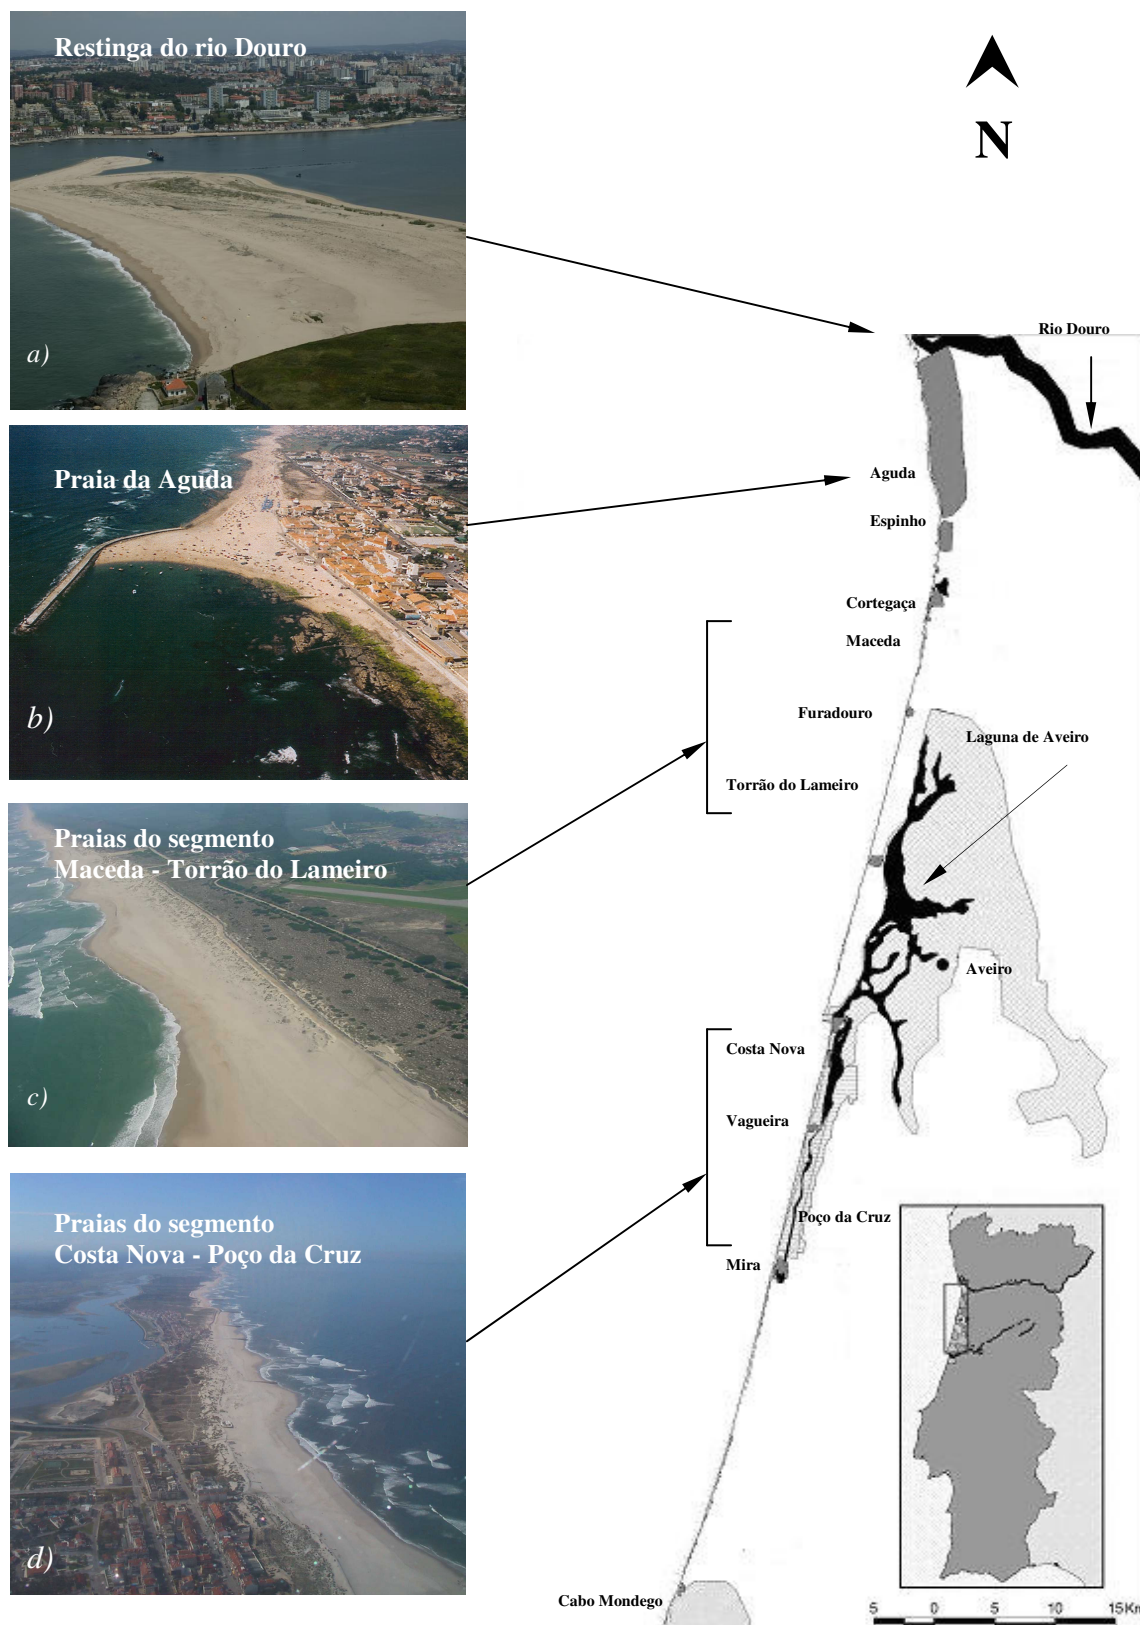 Restinga do rio Douro
a)
Praia da Aguda
b)
Praias do segmento
Maceda - Torrão do Lameiro
c)
Praias do segmento
Costa Nova - Poço da Cruz
d)
N
Rio Douro
Aguda
Espinho
Cortegaça
Maceda
Furadouro
Laguna de Aveiro
Torrão do Lameiro
Aveiro
Costa Nova
Vagueira
Poço da Cruz
Mira
Cabo Mondego
5 0 5 10 15Km